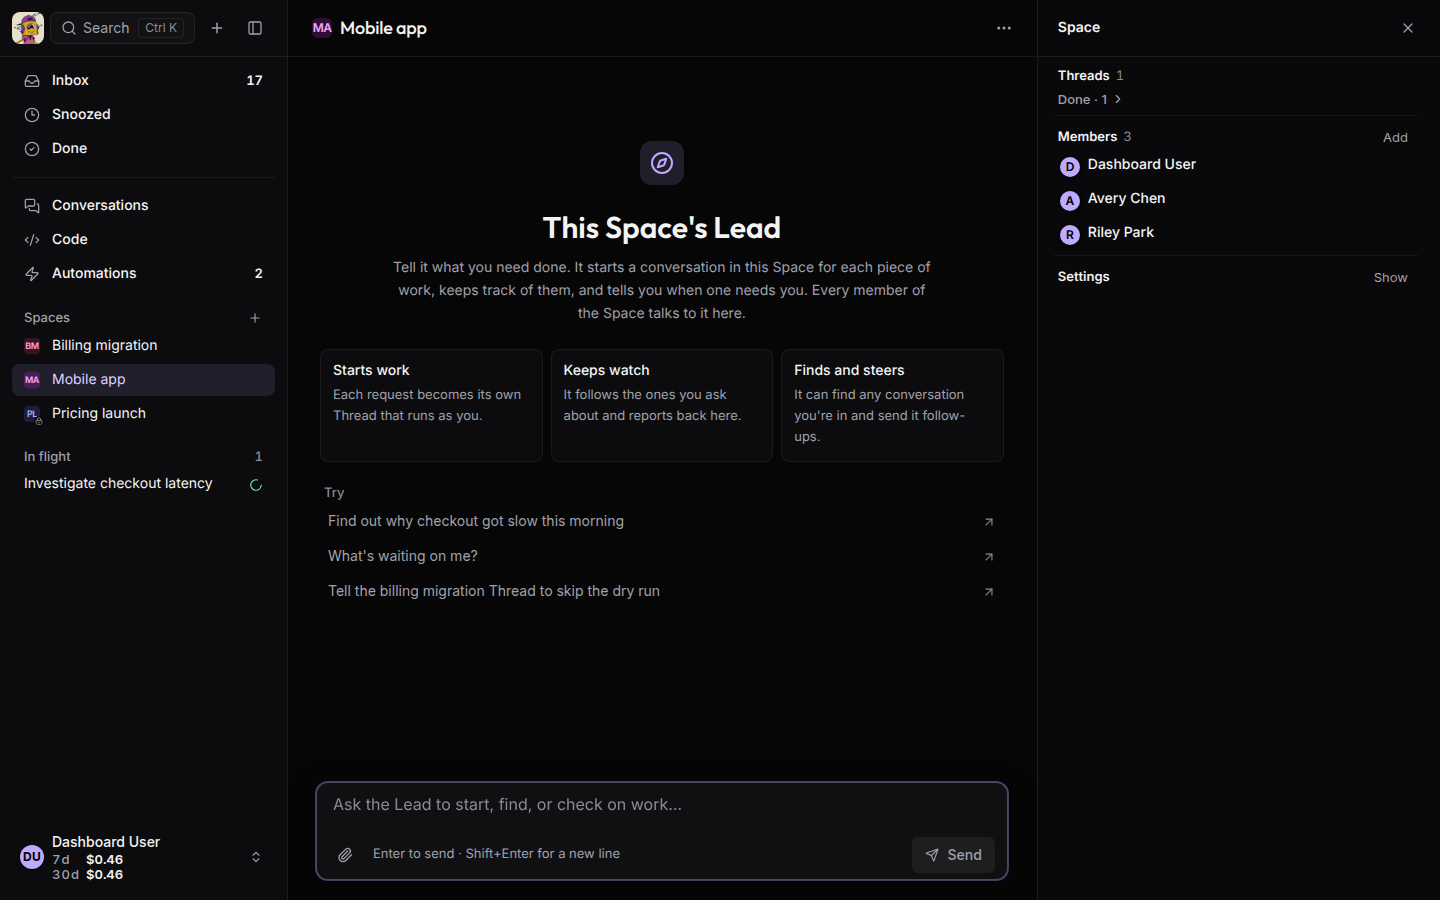 Search Ctrl K
Inbox 17
Snoozed
Done
Conversations
Code
Automations 2
Spaces
BM Billing migration
MA Mobile app
PL Pricing launch
In flight 1
Investigate checkout latency
DU Dashboard User
7d $0.46
30d $0.46
MA Mobile app
This Space's Lead
Tell it what you need done. It starts a conversation in this Space for each piece of
work, keeps track of them, and tells you when one needs you. Every member of
the Space talks to it here.
Starts work
Each request becomes its own
Thread that runs as you.
Keeps watch
It follows the ones you ask
about and reports back here.
Finds and steers
It can find any conversation
you're in and send it follow-
ups.
Try
Find out why checkout got slow this morning
What's waiting on me?
Tell the billing migration Thread to skip the dry run
Ask the Lead to start, find, or check on work...
Enter to send · Shift+Enter for a new line
Send
Space
Threads 1
Done · 1
Members 3 Add
D Dashboard User
A Avery Chen
R Riley Park
Settings Show